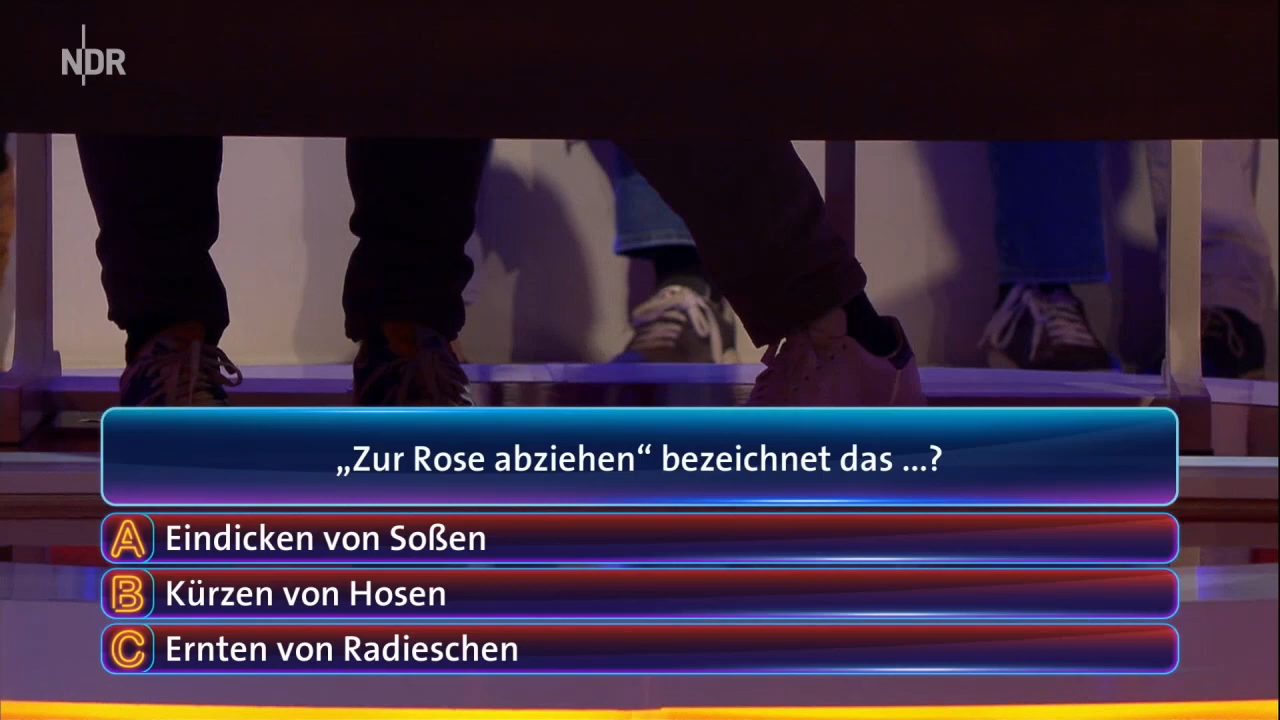 NDR
„Zur Rose abziehen“ bezeichnet das ...?
A Eindicken von Soßen
B Kürzen von Hosen
C Ernten von Radieschen